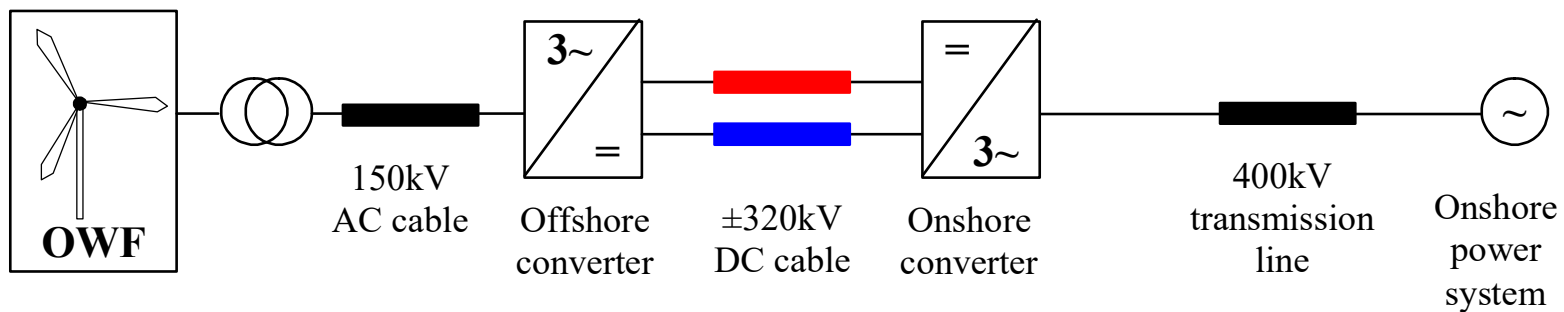 OWF
150kV
AC cable
3~
=
Offshore
converter
±320kV
DC cable
=
3~
Onshore
converter
400kV
transmission
line
~
Onshore
power
system